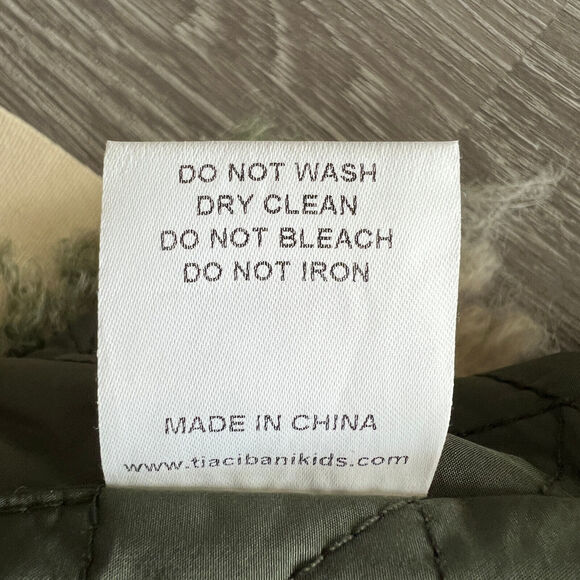 DO NOT WASH
DRY CLEAN
DO NOT BLEACH
DO NOT IRON
MADE IN CHINA
www.tiacibanikids.com